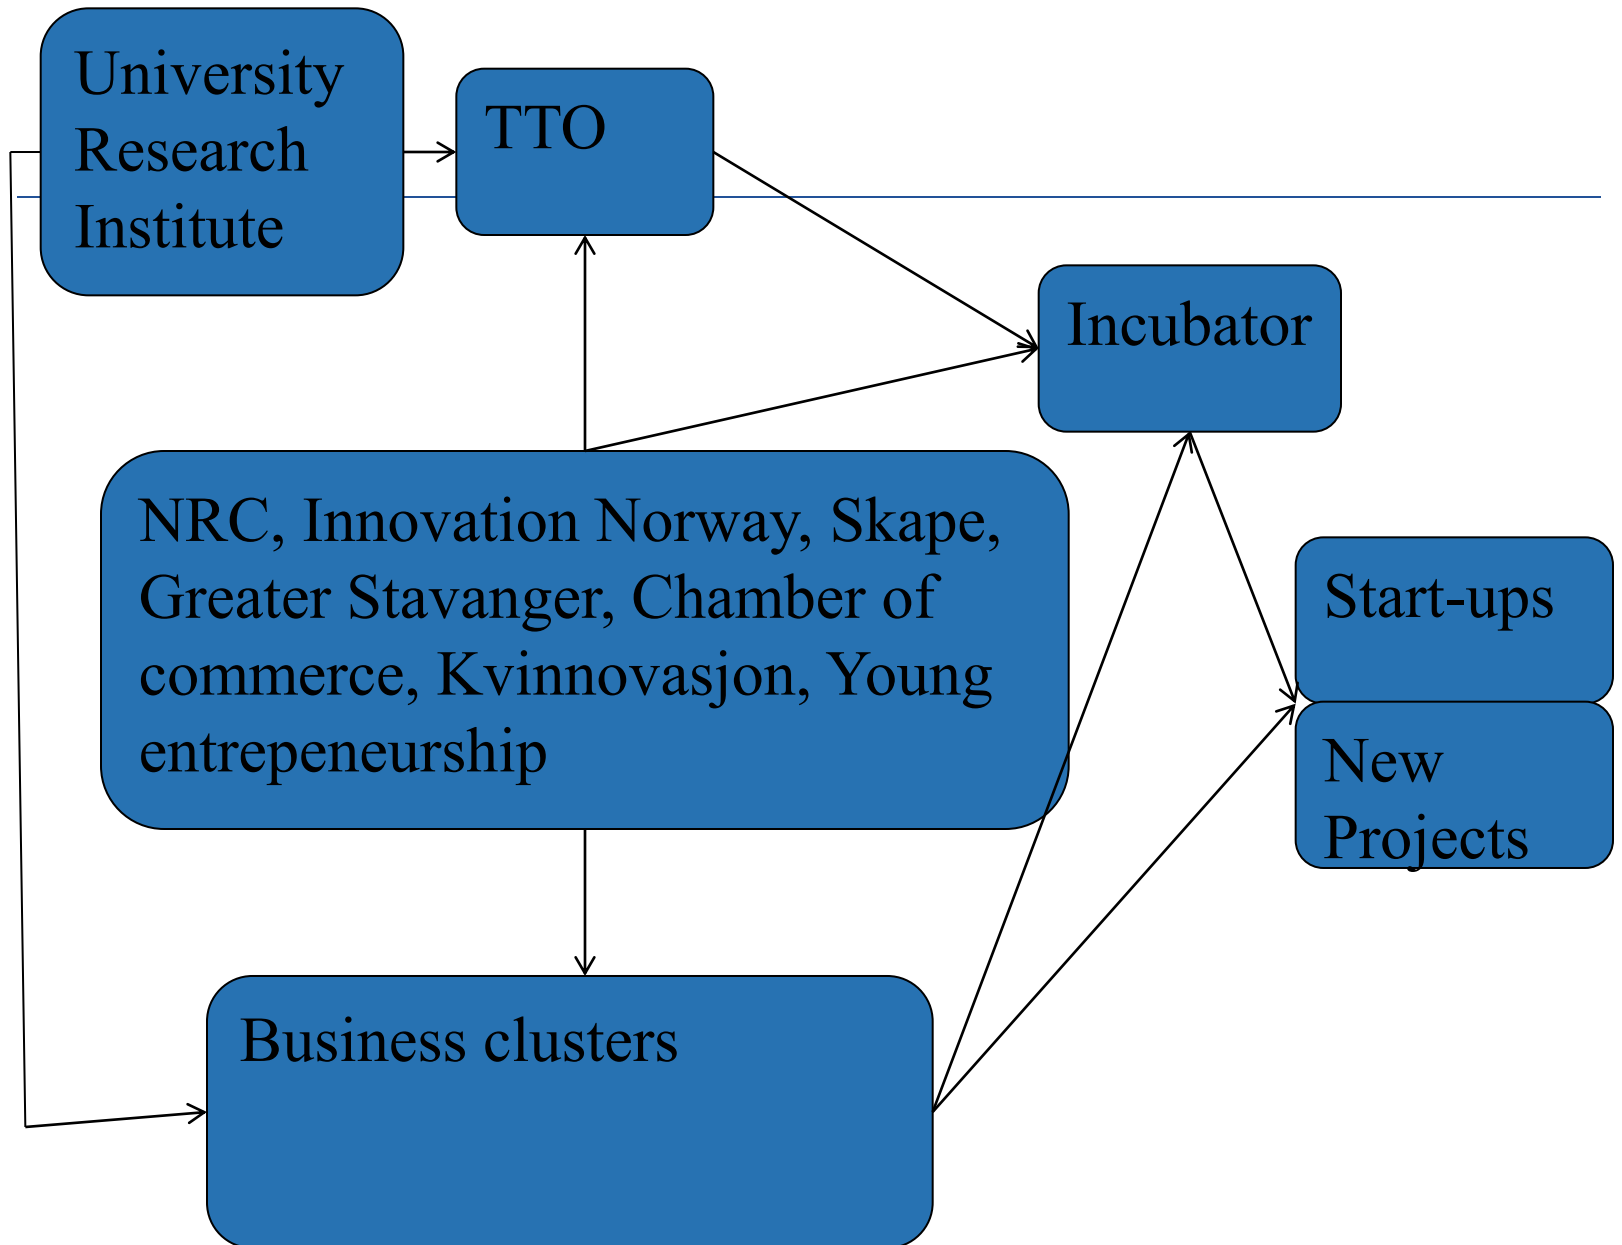 University
Research
Institute
TTO
Incubator
NRC, Innovation Norway, Skape,
Greater Stavanger, Chamber of
commerce, Kvinnovasjon, Young
entrepeneurship
Start-ups
New
Projects
Business clusters